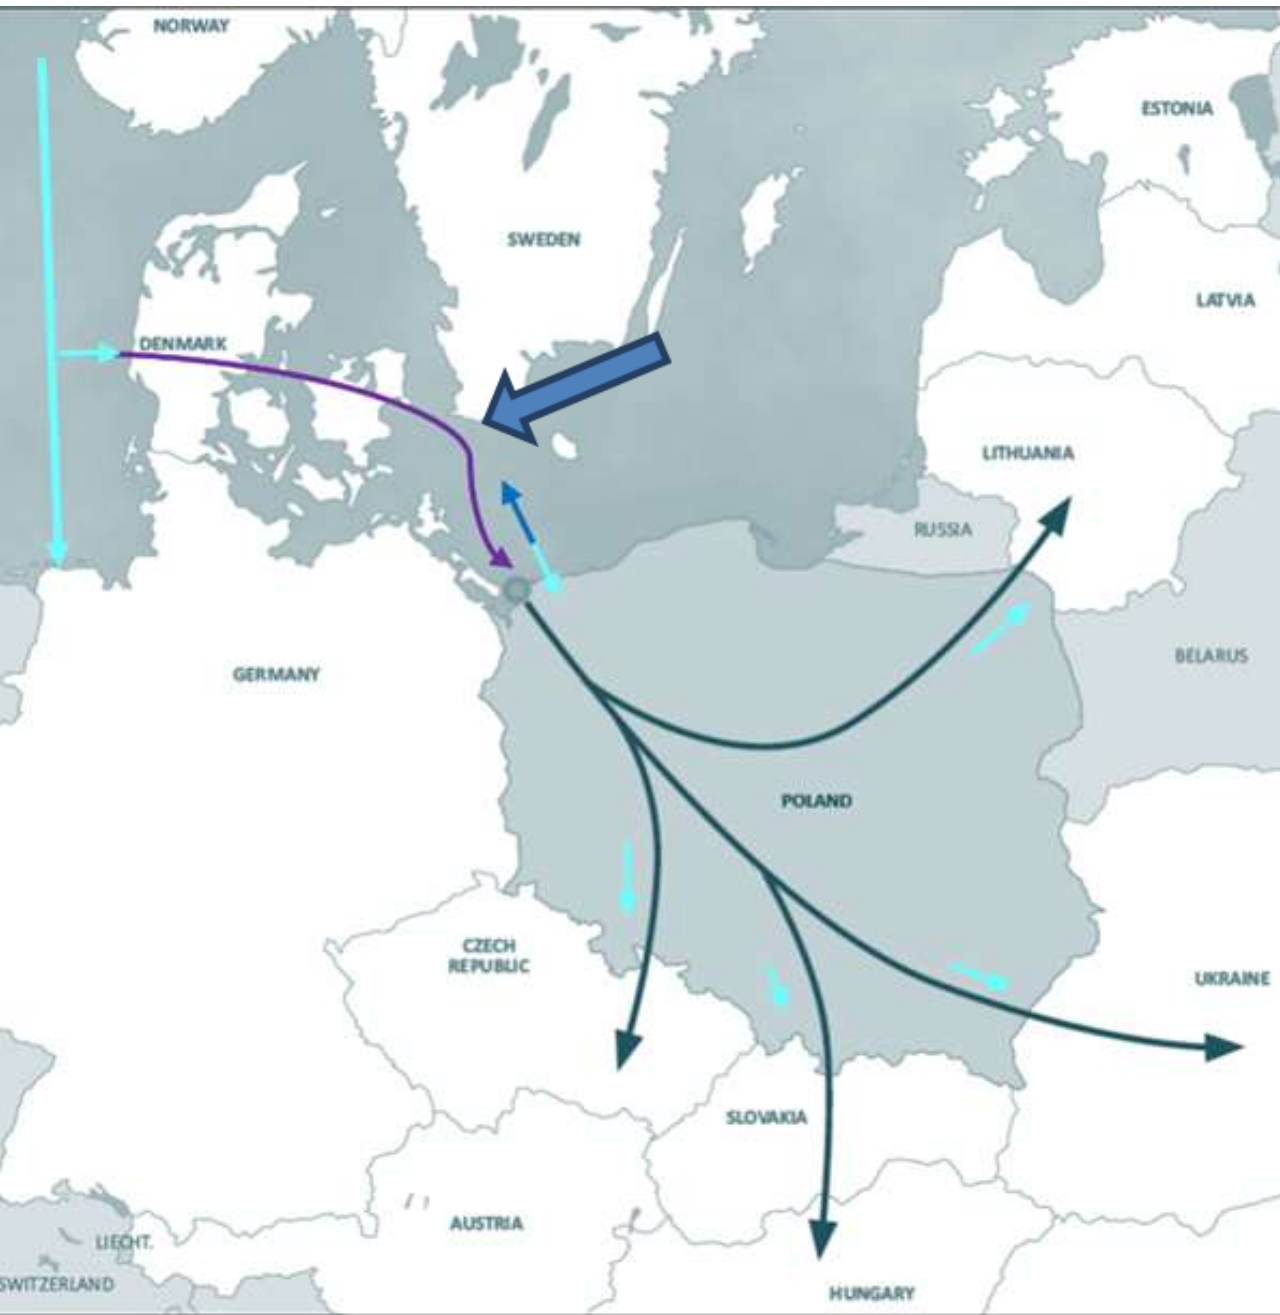 NORWAY
ESTONIA
SWEDEN
LATVIA
DENMARK
LITHUANIA
RUSSIA
BELARUS
GERMANY
POLAND
CZECH
REPUBLIC
UKRAINE
SLOVAKIA
AUSTRIA
LIECHT.
SWITZERLAND
HUNGARY